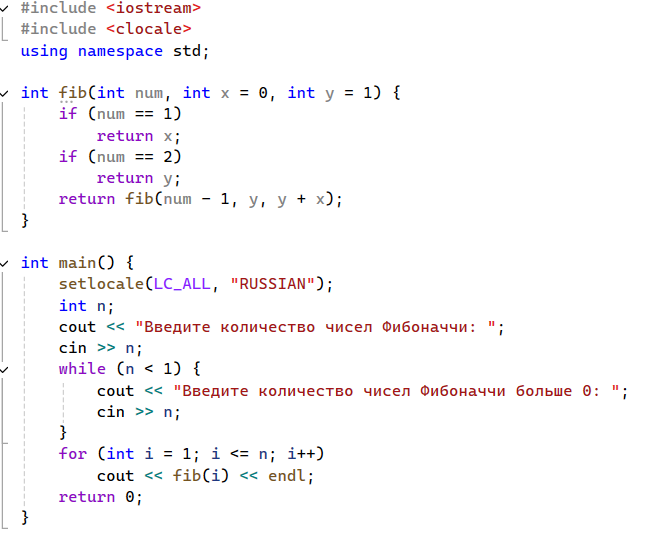 #include <iostream>
#include <clocale>
using namespace std;

int fib(int num, int x = 0, int y = 1) {
    if (num == 1)
        return x;
    if (num == 2)
        return y;
    return fib(num - 1, y, y + x);
}

int main() {
    setlocale(LC_ALL, "RUSSIAN");
    int n;
    cout << "Введите количество чисел Фибоначчи: ";
    cin >> n;
    while (n < 1) {
        cout << "Введите количество чисел Фибоначчи больше 0: ";
        cin >> n;
    }
    for (int i = 1; i <= n; i++)
        cout << fib(i) << endl;
    return 0;
}